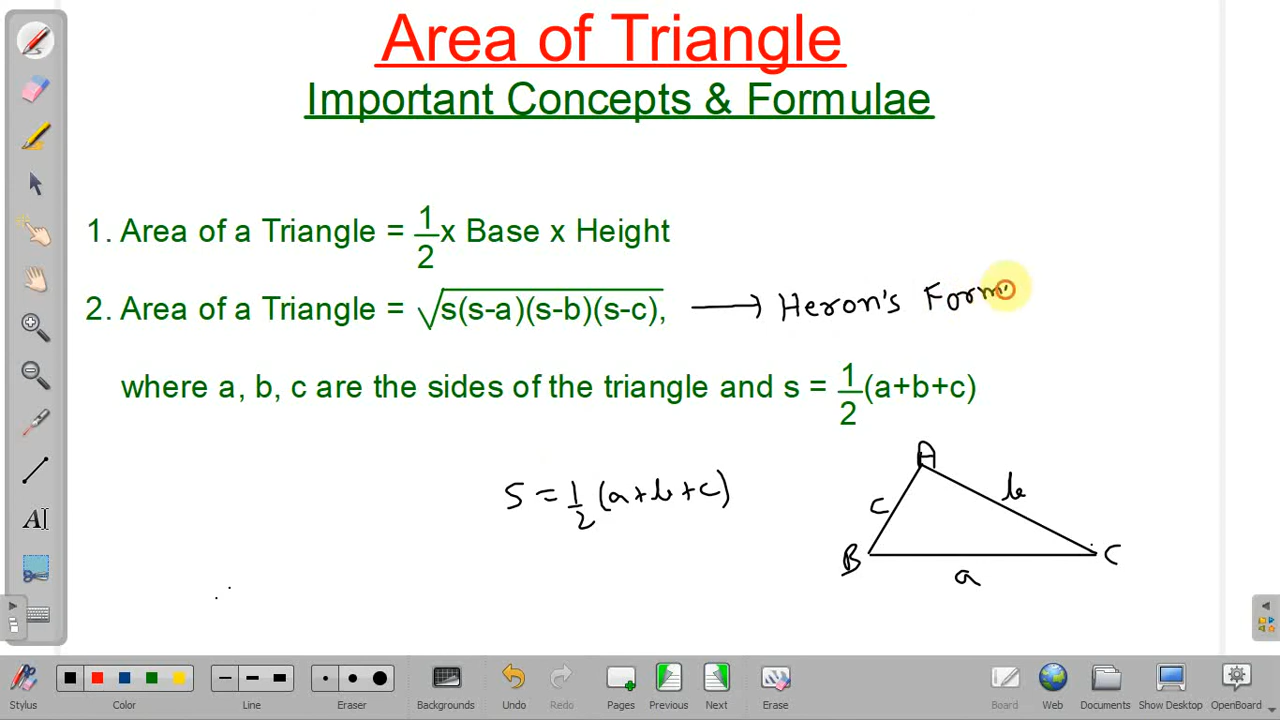 Area of Triangle
Important Concepts & Formulae
1. Area of a Triangle = 1/2 x Base x Height
2. Area of a Triangle = √s(s-a)(s-b)(s-c), ⟶ Heron's Form
where a, b, c are the sides of the triangle and s = 1/2 (a+b+c)
S = 1/2 (a+b+c)
A
c
b
B
C
a
Stylus
Color
Line
Eraser
Backgrounds
Undo
Redo
Pages
Previous
Next
Erase
Board
Web
Documents
Show Desktop
OpenBoard